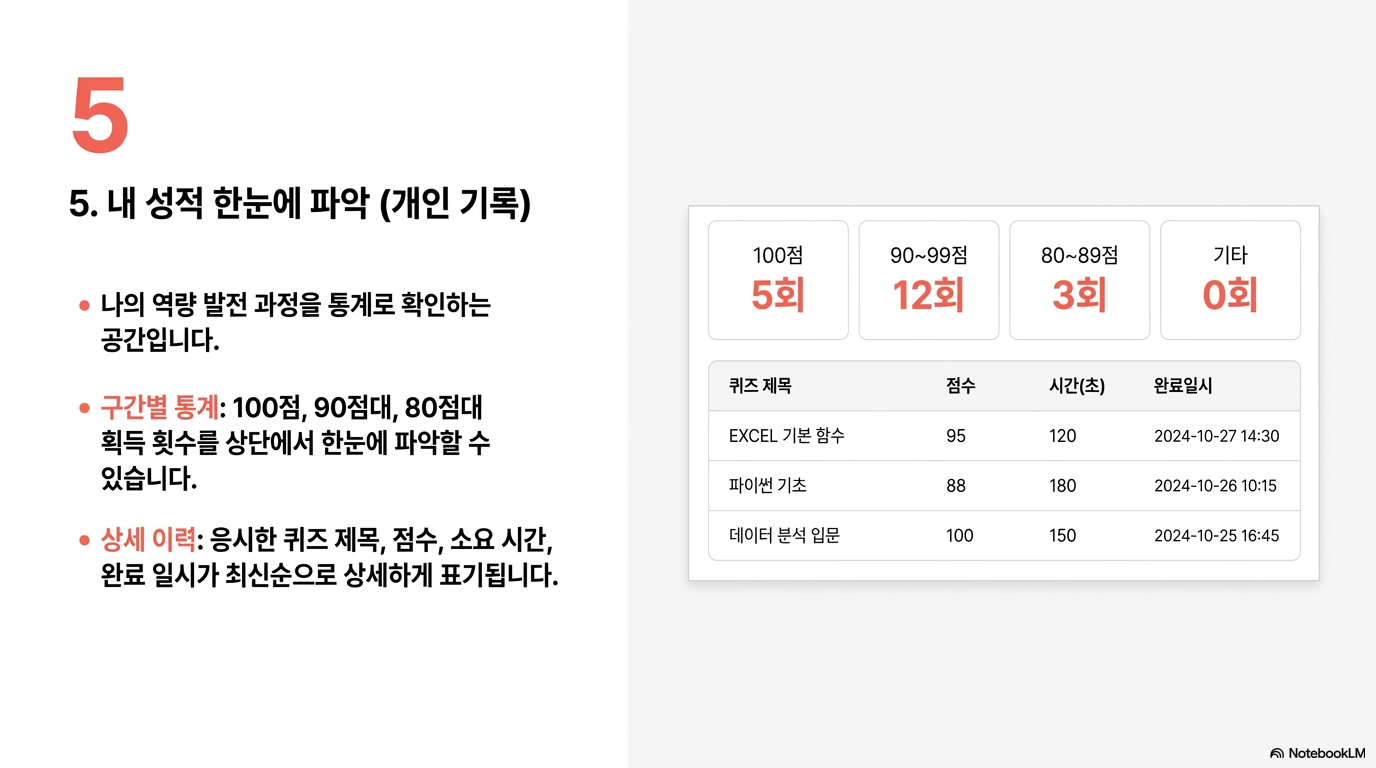 5
5. 내 성적 한눈에 파악 (개인 기록)
• 나의 역량 발전 과정을 통계로 확인하는
공간입니다.
• 구간별 통계: 100점, 90점대, 80점대
획득 횟수를 상단에서 한눈에 파악할 수
있습니다.
• 상세 이력: 응시한 퀴즈 제목, 점수, 소요 시간,
완료 일시가 최신순으로 상세하게 표기됩니다.
100점 90~99점 80~89점 기타
5회 12회 3회 0회
퀴즈 제목 점수 시간(초) 완료일시
EXCEL 기본 함수 95 120 2024-10-27 14:30
파이썬 기초 88 180 2024-10-26 10:15
데이터 분석 입문 100 150 2024-10-25 16:45
NotebookLM